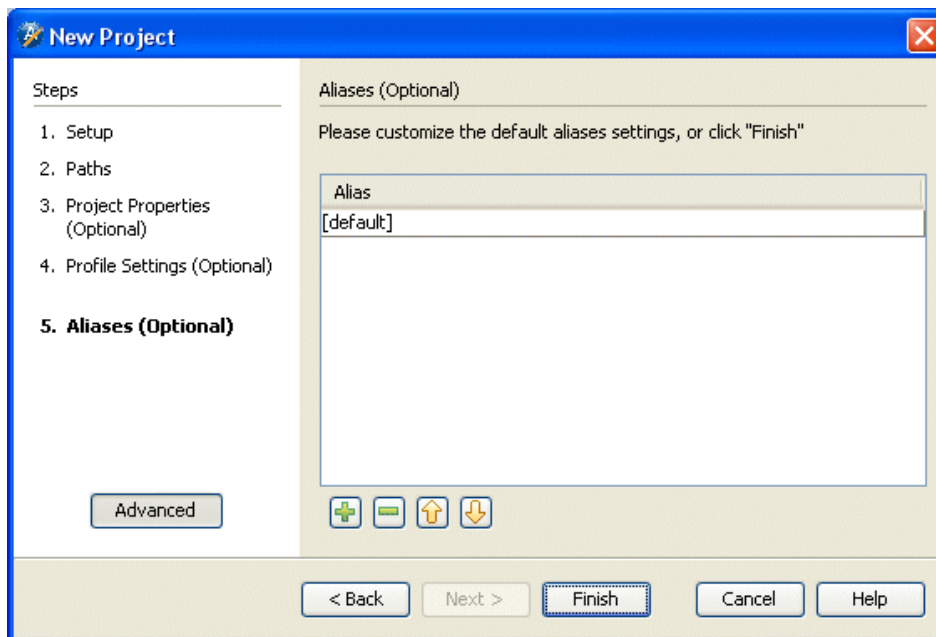 New Project
Steps
1. Setup
2. Paths
3. Project Properties
(Optional)
4. Profile Settings (Optional)
5. Aliases (Optional)
Advanced
Aliases (Optional)
Please customize the default aliases settings, or click "Finish"
Alias
[default]
< Back Next > Finish Cancel Help